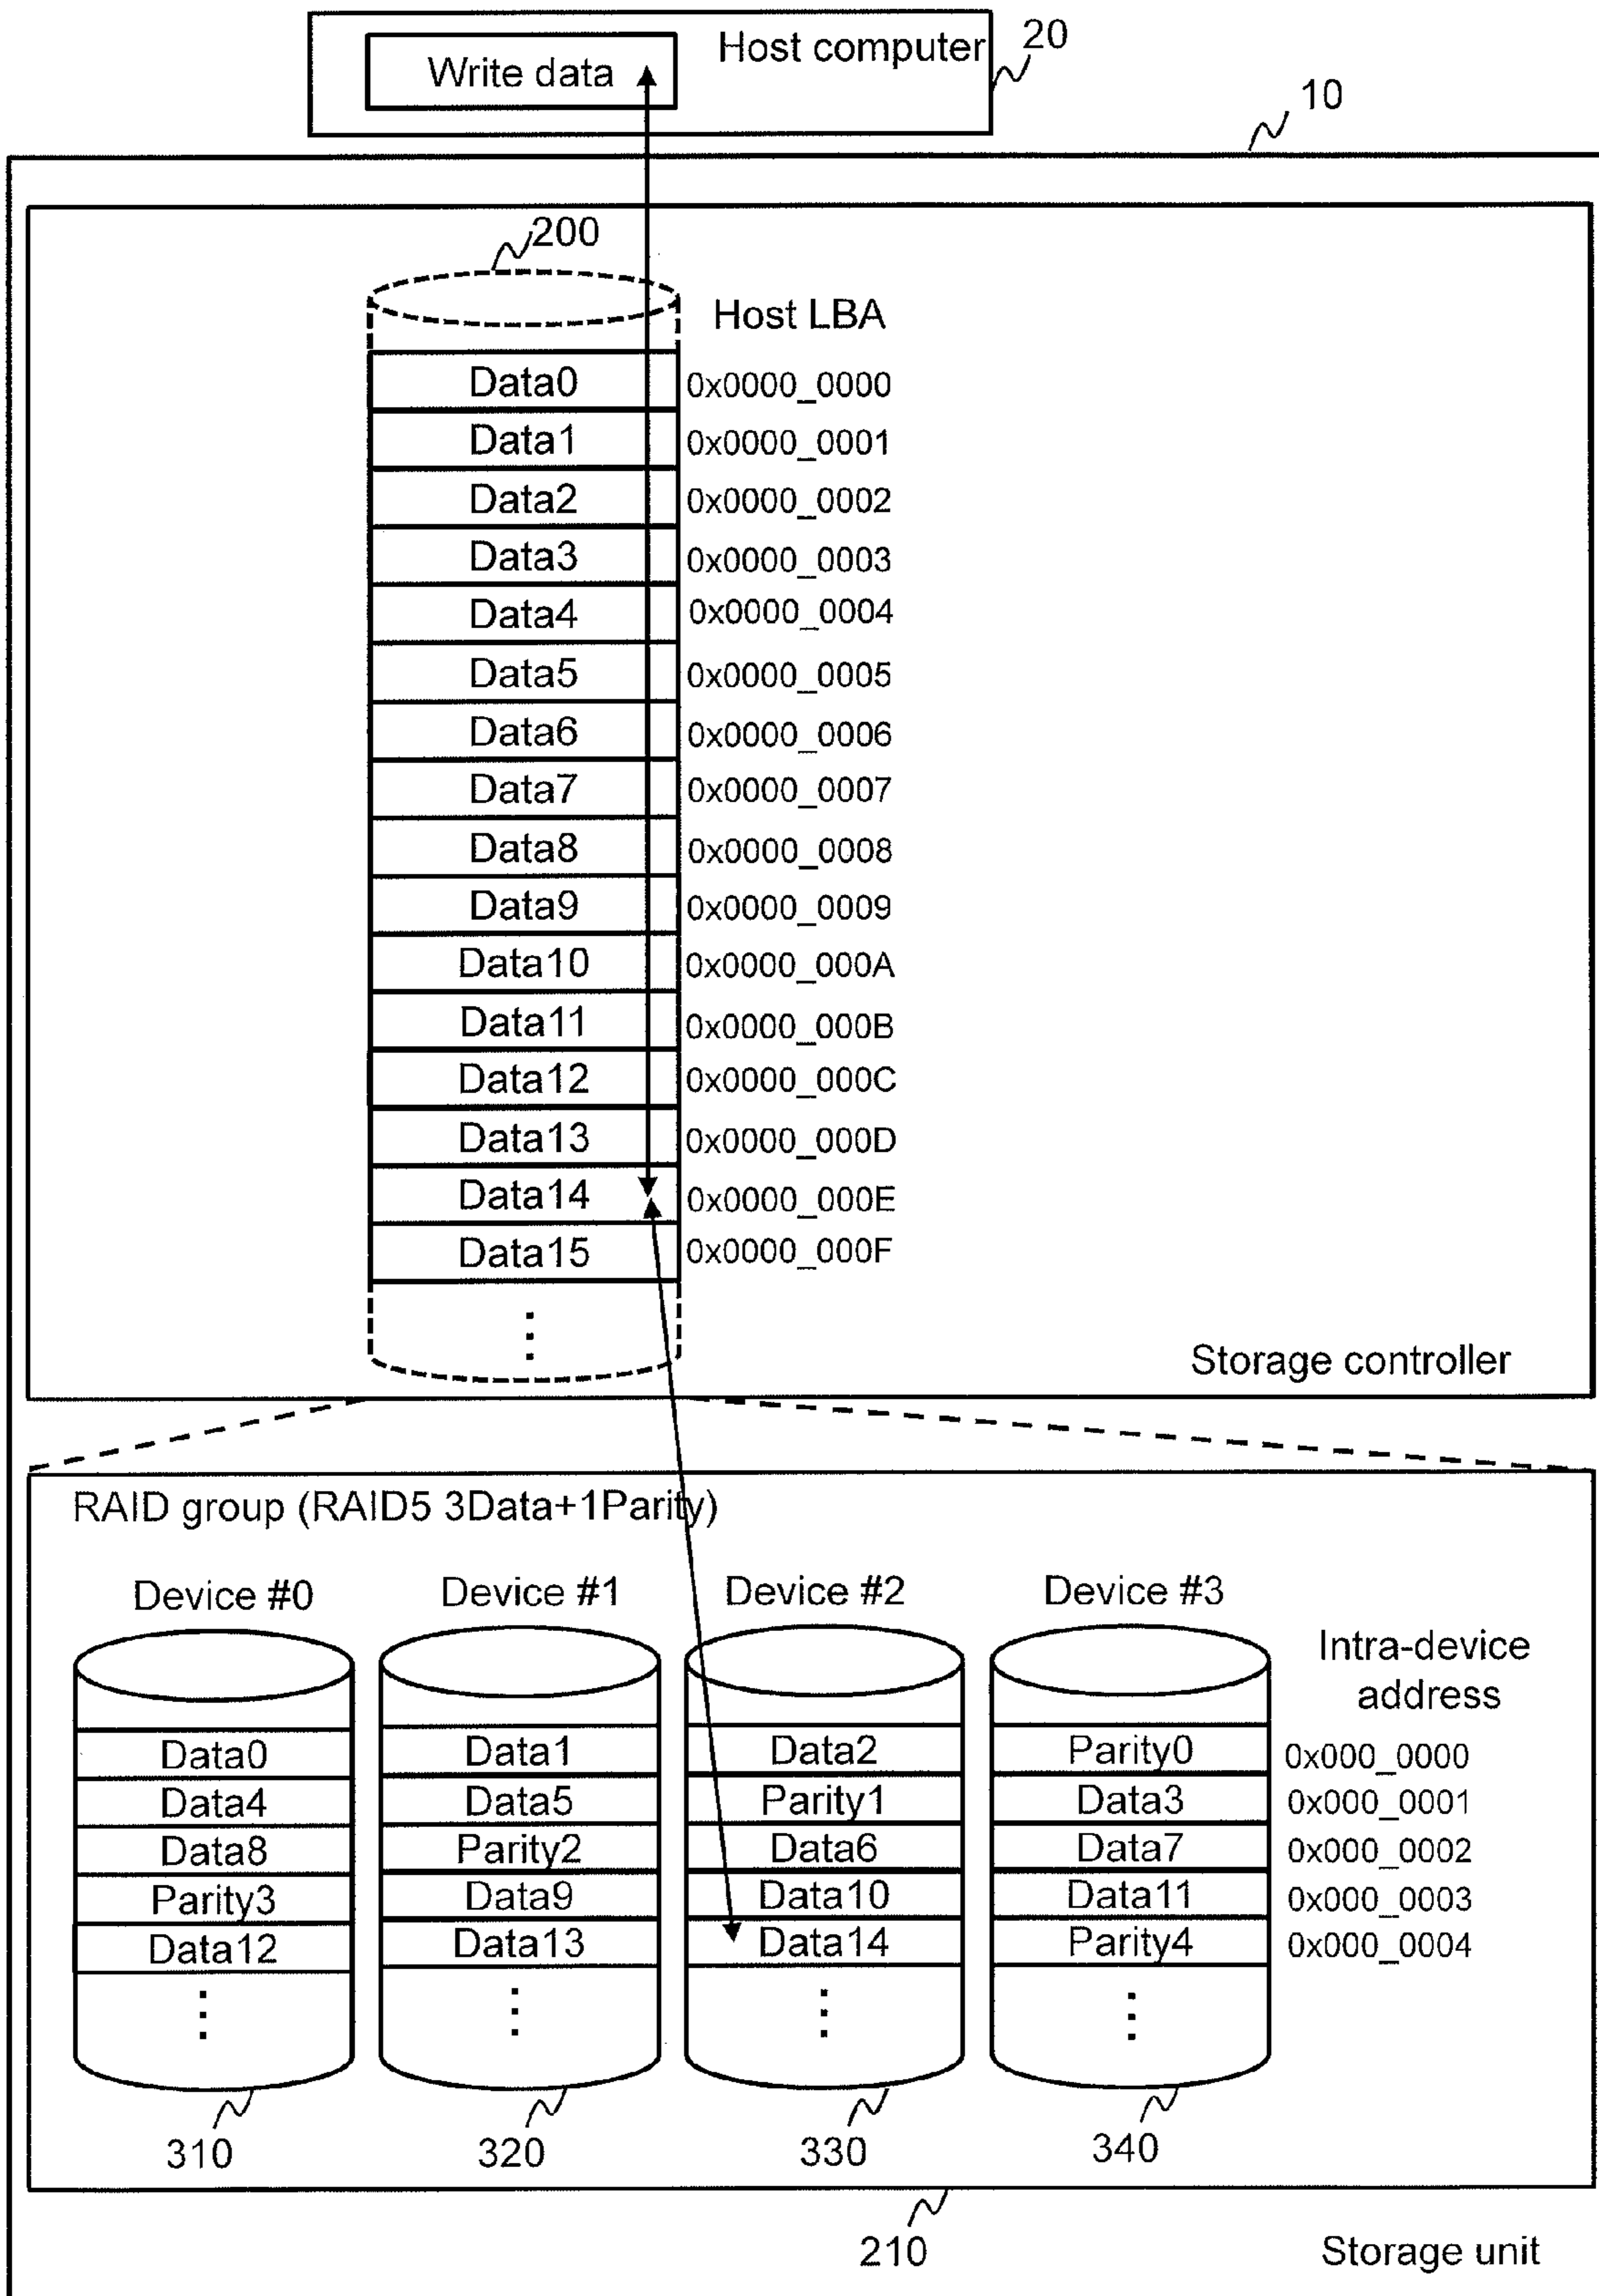 Host computer
20
Write data
10
200
Host LBA
Data0 0x0000_0000
Data1 0x0000_0001
Data2 0x0000_0002
Data3 0x0000_0003
Data4 0x0000_0004
Data5 0x0000_0005
Data6 0x0000_0006
Data7 0x0000_0007
Data8 0x0000_0008
Data9 0x0000_0009
Data10 0x0000_000A
Data11 0x0000_000B
Data12 0x0000_000C
Data13 0x0000_000D
Data14 0x0000_000E
Data15 0x0000_000F
Storage controller
RAID group (RAID5 3Data+1Parity)
Device #0 Device #1 Device #2 Device #3
Intra-device
address
Data0 Data1 Data2 Parity0 0x000_0000
Data4 Data5 Parity1 Data3 0x000_0001
Data8 Parity2 Data6 Data7 0x000_0002
Parity3 Data9 Data10 Data11 0x000_0003
Data12 Data13 Data14 Parity4 0x000_0004
310 320 330 340
210
Storage unit